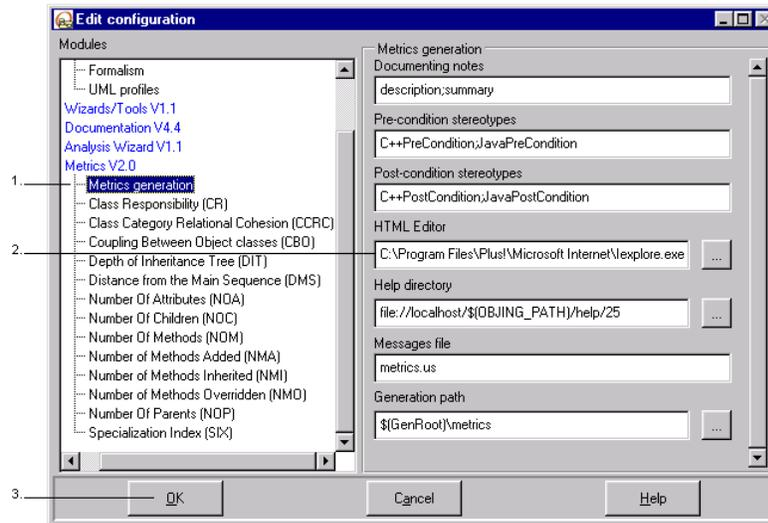 Edit configuration
Modules
Formalism
UML profiles
Wizards/Tools V1.1
Documentation V4.4
Analysis Wizard V1.1
Metrics V2.0
1.
Metrics generation
Class Responsibility (CR)
Class Category Relational Cohesion (CCRC)
Coupling Between Object classes (CBO)
2.
Depth of Inheritance Tree (DIT)
Distance from the Main Sequence (DMS)
Number Of Attributes (NOA)
Number Of Children (NOC)
Number Of Methods (NOM)
Number of Methods Added (NMA)
Number of Methods Inherited (NMI)
Number of Methods Overridden (NMO)
Number Of Parents (NOP)
Specialization Index (SIX)
Metrics generation
Documenting notes
description;summary
Pre-condition stereotypes
C++PreCondition;JavaPreCondition
Post-condition stereotypes
C++PostCondition;JavaPostCondition
HTML Editor
C:\Program Files\Plus!\Microsoft Internet\Iexplore.exe ...
Help directory
file://localhost/$(OBJING_PATH)/help/25 ...
Messages file
metrics.us
Generation path
$(GenRoot)\metrics ...
3.
OK Cancel Help